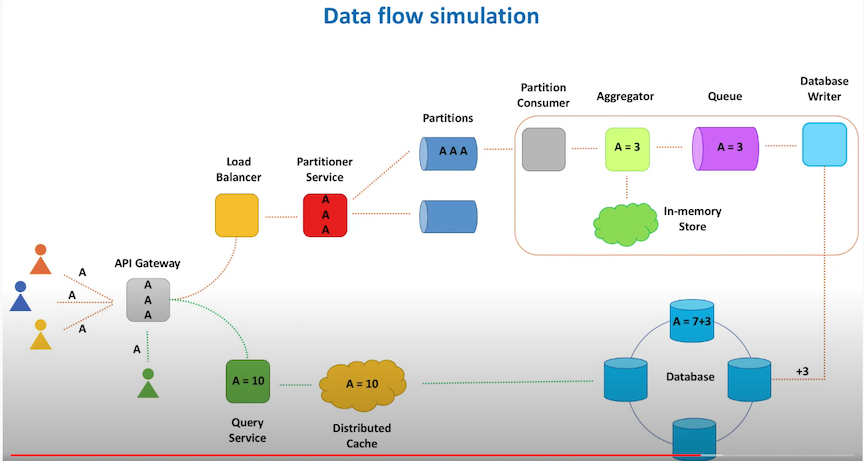 Data flow simulation
Database
Writer
Partition
Consumer
Aggregator
Queue
Partitions
A A A
A = 3
A = 3
Load
Balancer
Partitioner
Service
A
A
A
In-memory
Store
API Gateway
A
A
A
A
A
A
A
A = 7+3
Database
+3
A = 10
A = 10
Query
Service
Distributed
Cache